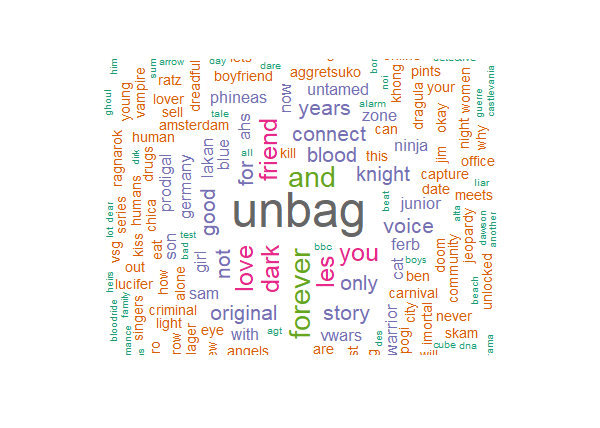 him
sum
arrow
day
lets
dare
bon
detective
ratz
boyfriend
aggretsuko
noi
pints
your
women
castlevania
ghoul
young
vampire
lover
sell
dreadful
phineas
now
untamed
khong
dragula
okay
night
guerre
why
amsterdam
tale
ahs
years
alarm
zone
jim
ragnarok
human
drugs
dirk
prodigal
germany
lakan
blue
for
all
friend
kill
connect
blood
this
can
ninja
office
knight
capture
liar
date
meets
lot
dear
series
humans
kiss
chica
good
and
unbag
beat
junior
alta
dawson
jeopardy
another
vsg
eat
son
test
bad
girl
not
love
dark
les
bbc
you
voice
ferb
community
out
how
alone
cat
boys
ben
doom
beach
unlocked
heirs
lucifer
sam
forever
only
carnival
bloodride
family
singers
criminal
original
story
warrior
city
imortal
never
light
with
agt
vwars
des
pogi
skam
mance
ro
row
lager
eye
angels
are
st
will
cube
dna